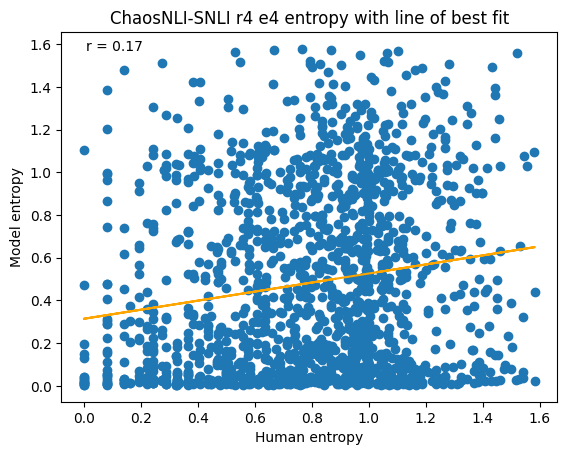 ChaosNLI-SNLI r4 e4 entropy with line of best fit
r = 0.17
Model entropy
1.6
1.4
1.2
1.0
0.8
0.6
0.4
0.2
0.0
0.0 0.2 0.4 0.6 0.8 1.0 1.2 1.4 1.6
Human entropy